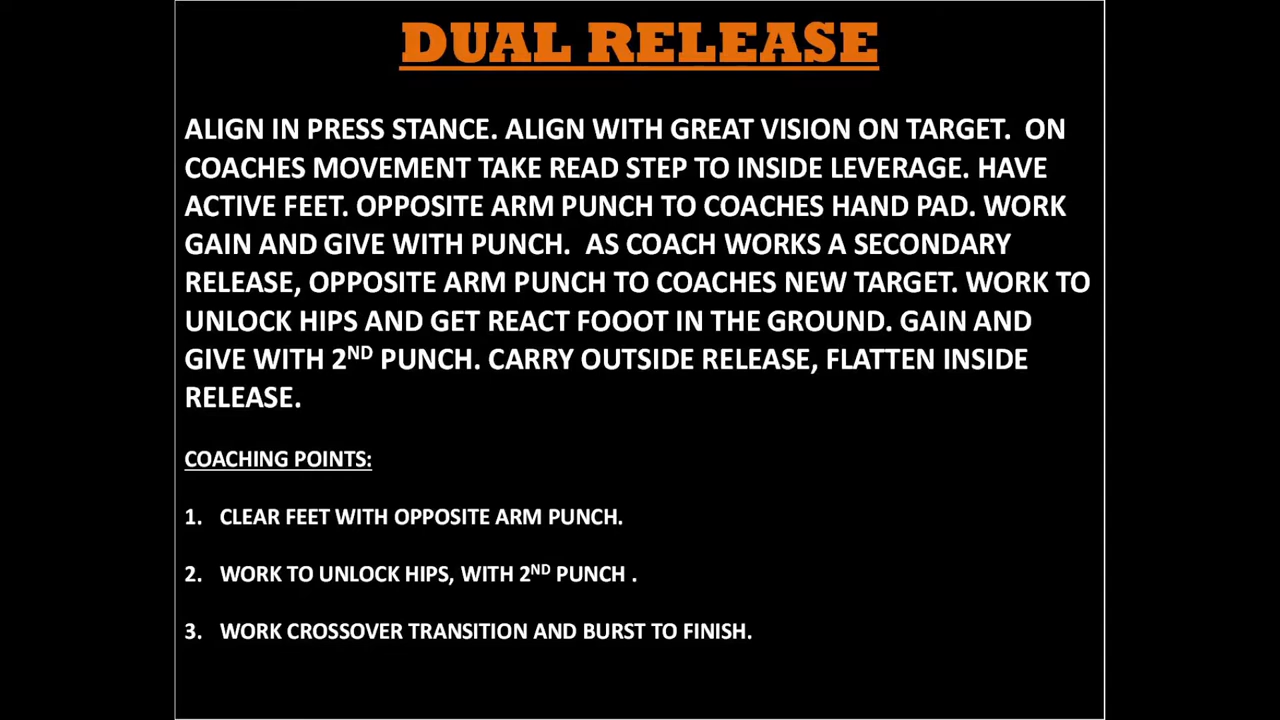 DUAL RELEASE
ALIGN IN PRESS STANCE. ALIGN WITH GREAT VISION ON TARGET.  ON
COACHES MOVEMENT TAKE READ STEP TO INSIDE LEVERAGE. HAVE
ACTIVE FEET. OPPOSITE ARM PUNCH TO COACHES HAND PAD. WORK
GAIN AND GIVE WITH PUNCH.  AS COACH WORKS A SECONDARY
RELEASE, OPPOSITE ARM PUNCH TO COACHES NEW TARGET. WORK TO
UNLOCK HIPS AND GET REACT FOOOT IN THE GROUND. GAIN AND
GIVE WITH 2ND PUNCH. CARRY OUTSIDE RELEASE, FLATTEN INSIDE
RELEASE.
COACHING POINTS:
1. CLEAR FEET WITH OPPOSITE ARM PUNCH.
2. WORK TO UNLOCK HIPS, WITH 2ND PUNCH .
3. WORK CROSSOVER TRANSITION AND BURST TO FINISH.